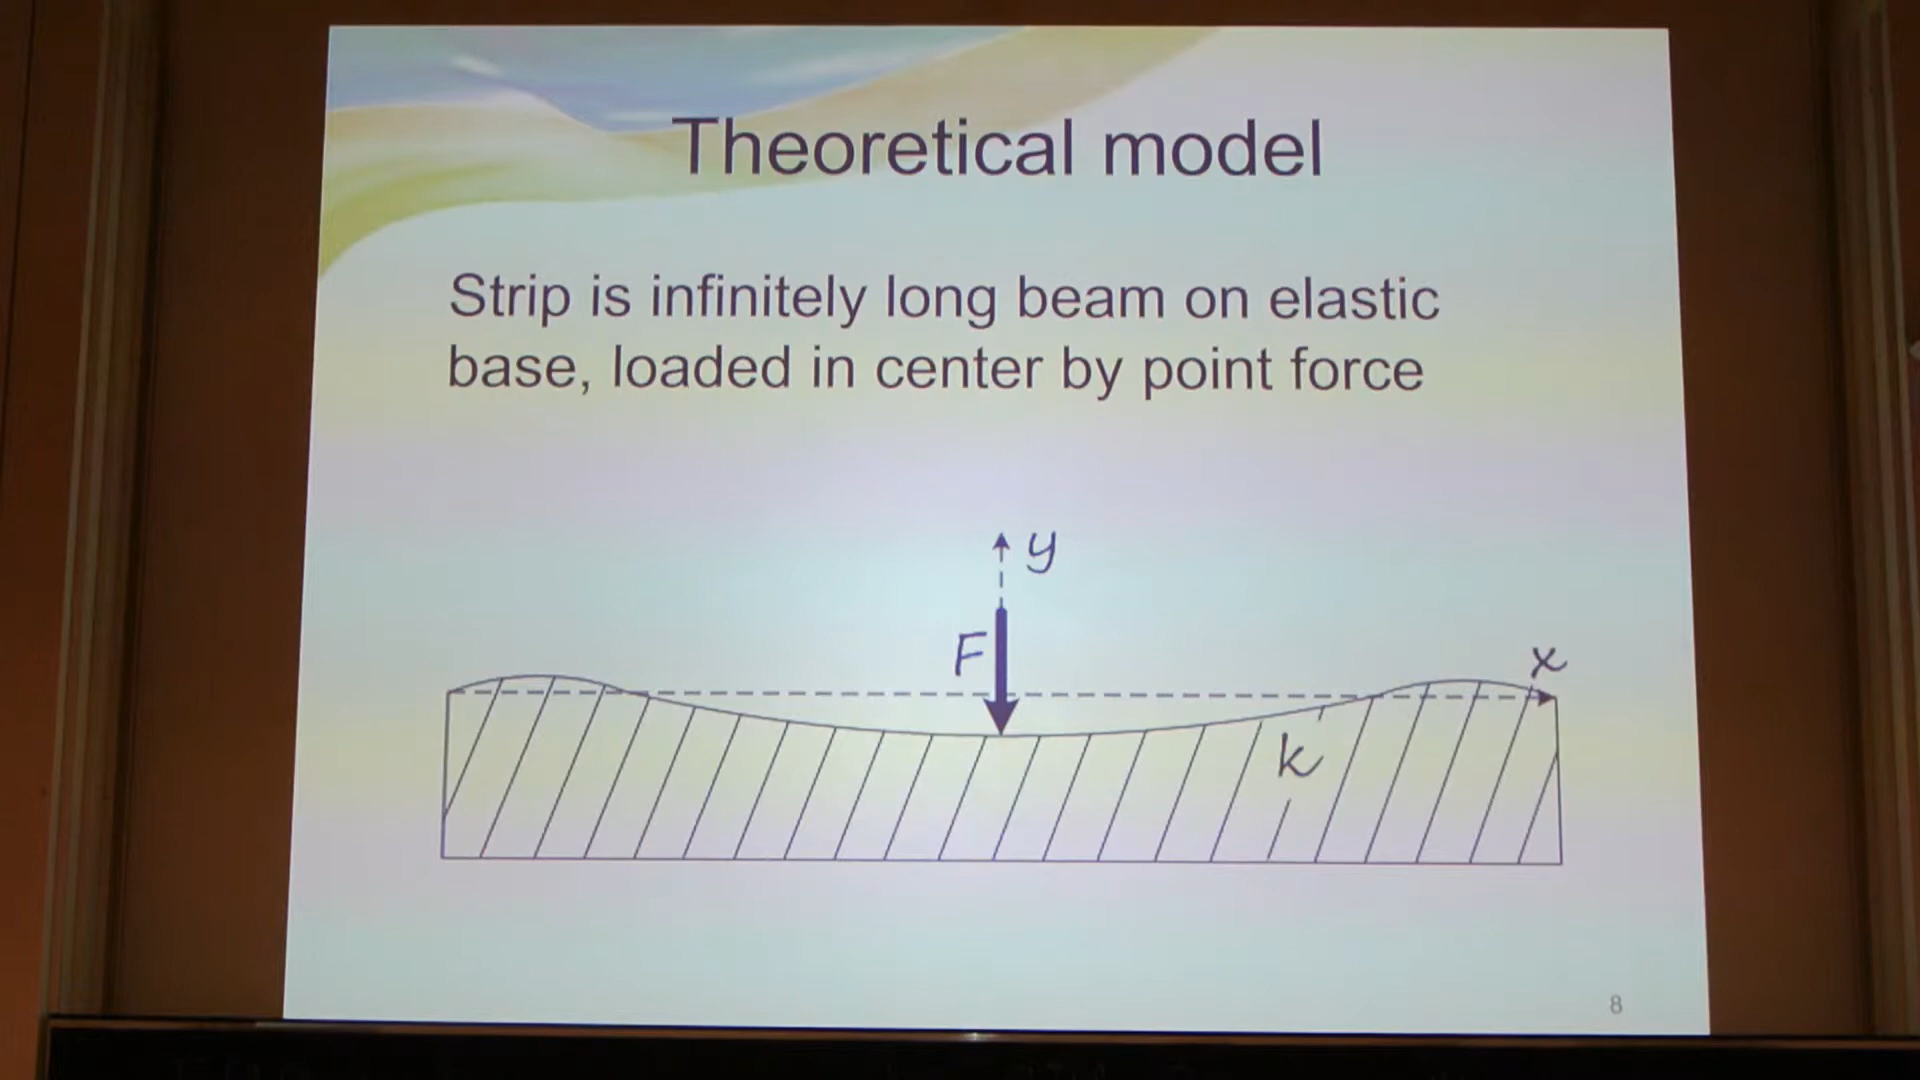 Theoretical model
Strip is infinitely long beam on elastic
base, loaded in center by point force
y
F
x
k
8